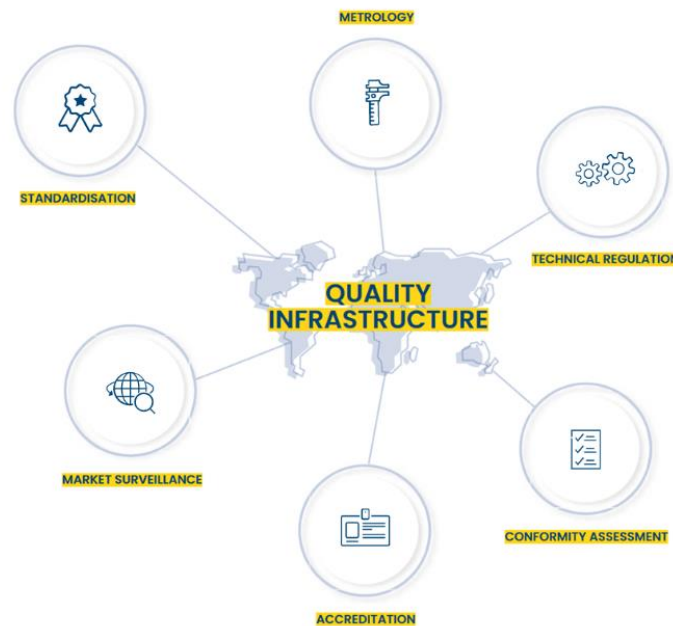 METROLOGY
STANDARDISATION
TECHNICAL REGULATION
QUALITY
INFRASTRUCTURE
MARKET SURVEILLANCE
CONFORMITY ASSESSMENT
ACCREDITATION